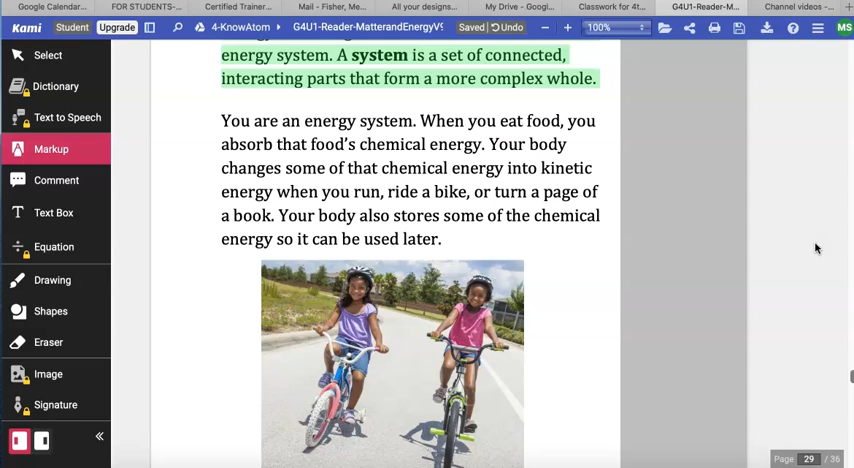 Google Calendar...
FOR STUDENTS-...
Certified Trainer...
Mail - Fisher, Me...
All your designs...
My Drive - Googl...
Classwork for 4t...
G4U1-Reader-M...
Channel videos -...
Kami Student Upgrade 4-KnowAtom G4U1-Reader-MatterandEnergyV9 Saved Undo 100% MS
Select
Dictionary
Text to Speech
Markup
Comment
Text Box
Equation
Drawing
Shapes
Eraser
Image
Signature
energy system. A system is a set of connected,
interacting parts that form a more complex whole.
You are an energy system. When you eat food, you
absorb that food's chemical energy. Your body
changes some of that chemical energy into kinetic
energy when you run, ride a bike, or turn a page of
a book. Your body also stores some of the chemical
energy so it can be used later.
Page 29 / 36